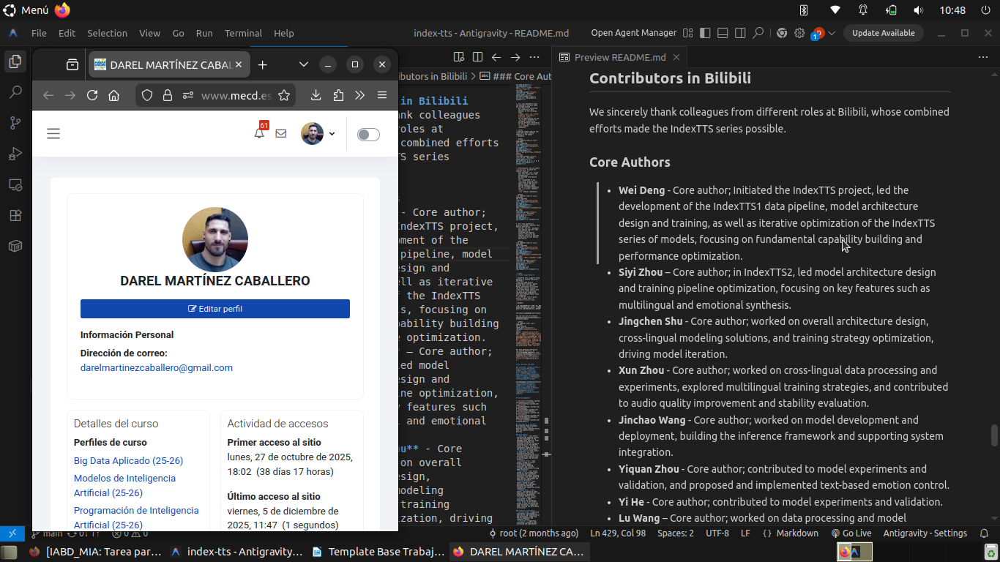 Menú
10:48
File Edit Selection View Go Run Terminal Help
index-tts - Antigravity - README.md
Open Agent Manager
1
Update Available
DAREL MARTÍNEZ CABAL
www.mecd.es
61
DAREL MARTÍNEZ CABALLERO
Editar perfil
Información Personal
Dirección de correo:
darelmartinezcaballero@gmail.com
Detalles del curso
Perfiles de curso
Big Data Aplicado (25-26)
Modelos de Inteligencia
Artificial (25-26)
Programación de Inteligencia
Artificial (25-26)
Actividad de accesos
Primer acceso al sitio
lunes, 27 de octubre de 2025,
18:02 (38 días 17 horas)
Último acceso al sitio
viernes, 5 de diciembre de
2025, 11:47 (1 segundos)
ibutors in Bilibili > ### Core Aut
in Bilibili
nk colleagues
roles at
combined efforts
TS series
- Core author;
IndexTTS project,
pment of the
pipeline, model
esign and
ell as iterative
f the IndexTTS
ls, focusing on
pability building
e optimization.
– Core author;
led model
esign and
ine optimization,
y features such
l and emotional
hu** - Core
on overall
esign,
modeling
training
ization, driving
Preview README.md
Contributors in Bilibili
We sincerely thank colleagues from different roles at Bilibili, whose combined
efforts made the IndexTTS series possible.
Core Authors
• Wei Deng - Core author; Initiated the IndexTTS project, led the
development of the IndexTTS1 data pipeline, model architecture
design and training, as well as iterative optimization of the IndexTTS
series of models, focusing on fundamental capability building and
performance optimization.
• Siyi Zhou – Core author; in IndexTTS2, led model architecture design
and training pipeline optimization, focusing on key features such as
multilingual and emotional synthesis.
• Jingchen Shu - Core author; worked on overall architecture design,
cross-lingual modeling solutions, and training strategy optimization,
driving model iteration.
• Xun Zhou - Core author; worked on cross-lingual data processing and
experiments, explored multilingual training strategies, and contributed
to audio quality improvement and stability evaluation.
• Jinchao Wang - Core author; worked on model development and
deployment, building the inference framework and supporting system
integration.
• Yiquan Zhou - Core author; contributed to model experiments and
validation, and proposed and implemented text-based emotion control.
• Yi He - Core author; contributed to model experiments and validation.
• Lu Wang – Core author; worked on data processing and model
main
root (2 months ago) Ln 429, Col 98 Spaces: 2 UTF-8 LF {} Markdown Go Live Antigravity - Settings
[IABD_MIA: Tarea par... index-tts - Antigravity... Template Base Trabaj... DAREL MARTÍNEZ CA...